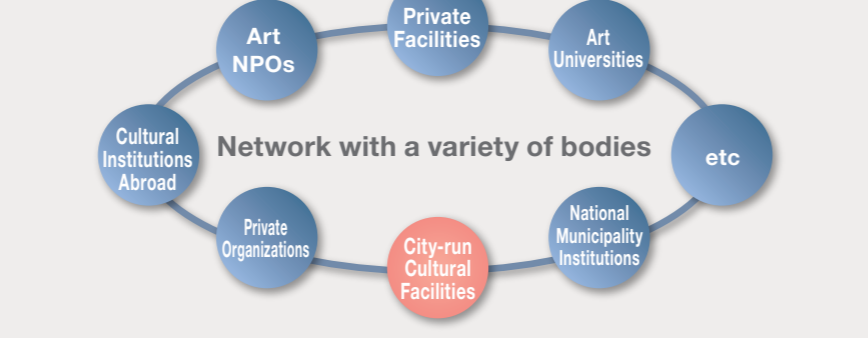 Private
Facilities
Art
NPOs
Art
Universities
Cultural
Institutions
Abroad
Network with a variety of bodies
etc
Private
Organizations
City-run
Cultural
Facilities
National
Municipality
Institutions